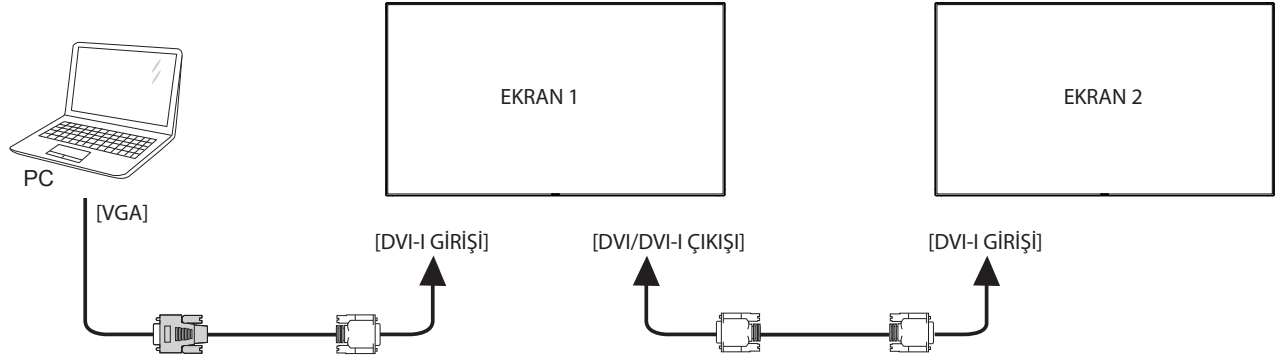 EKRAN 1
EKRAN 2
PC
[VGA]
[DVI-I GİRİŞİ]
[DVI/DVI-I ÇIKIŞI]
[DVI-I GİRİŞİ]